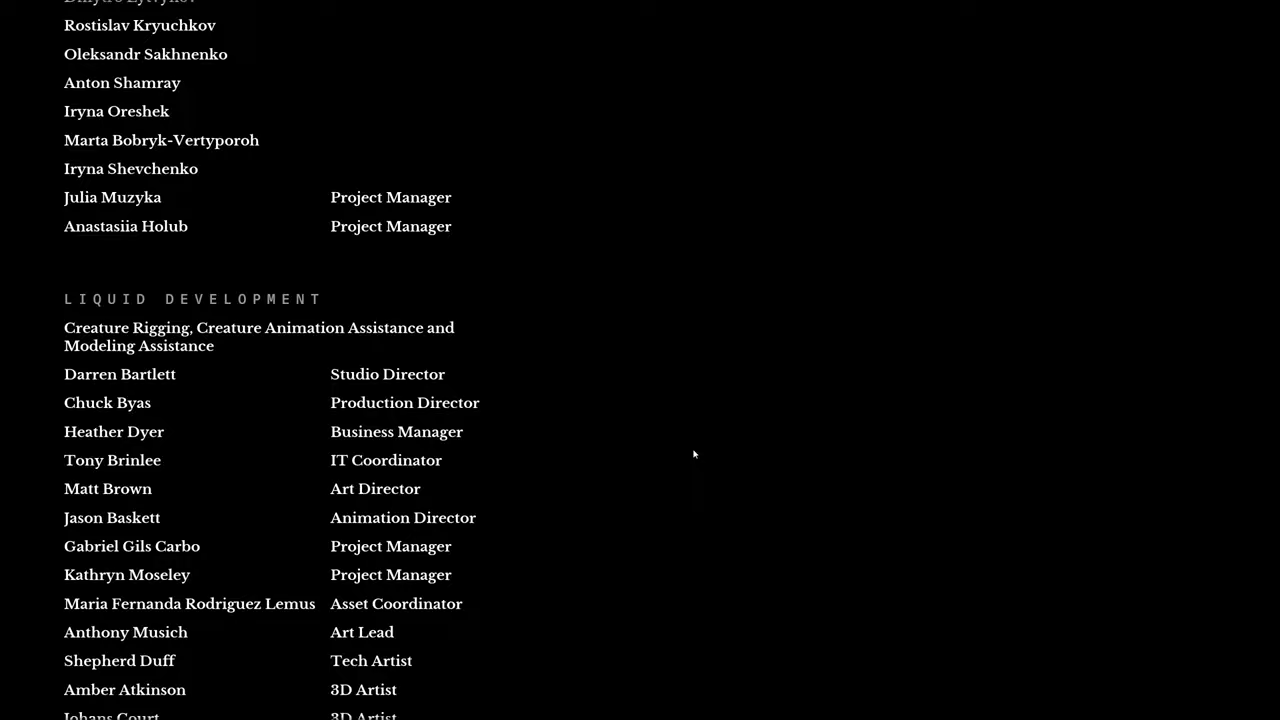 Rostislav Kryuchkov
Oleksandr Sakhnenko
Anton Shamray
Iryna Oreshek
Marta Bobryk-Vertyporoh
Iryna Shevchenko
Julia Muzyka Project Manager
Anastasiia Holub Project Manager
LIQUID DEVELOPMENT
Creature Rigging, Creature Animation Assistance and
Modeling Assistance
Darren Bartlett Studio Director
Chuck Byas Production Director
Heather Dyer Business Manager
Tony Brinlee IT Coordinator
Matt Brown Art Director
Jason Baskett Animation Director
Gabriel Gils Carbo Project Manager
Kathryn Moseley Project Manager
Maria Fernanda Rodriguez Lemus Asset Coordinator
Anthony Musich Art Lead
Shepherd Duff Tech Artist
Amber Atkinson 3D Artist
Johans Court 3D Artist